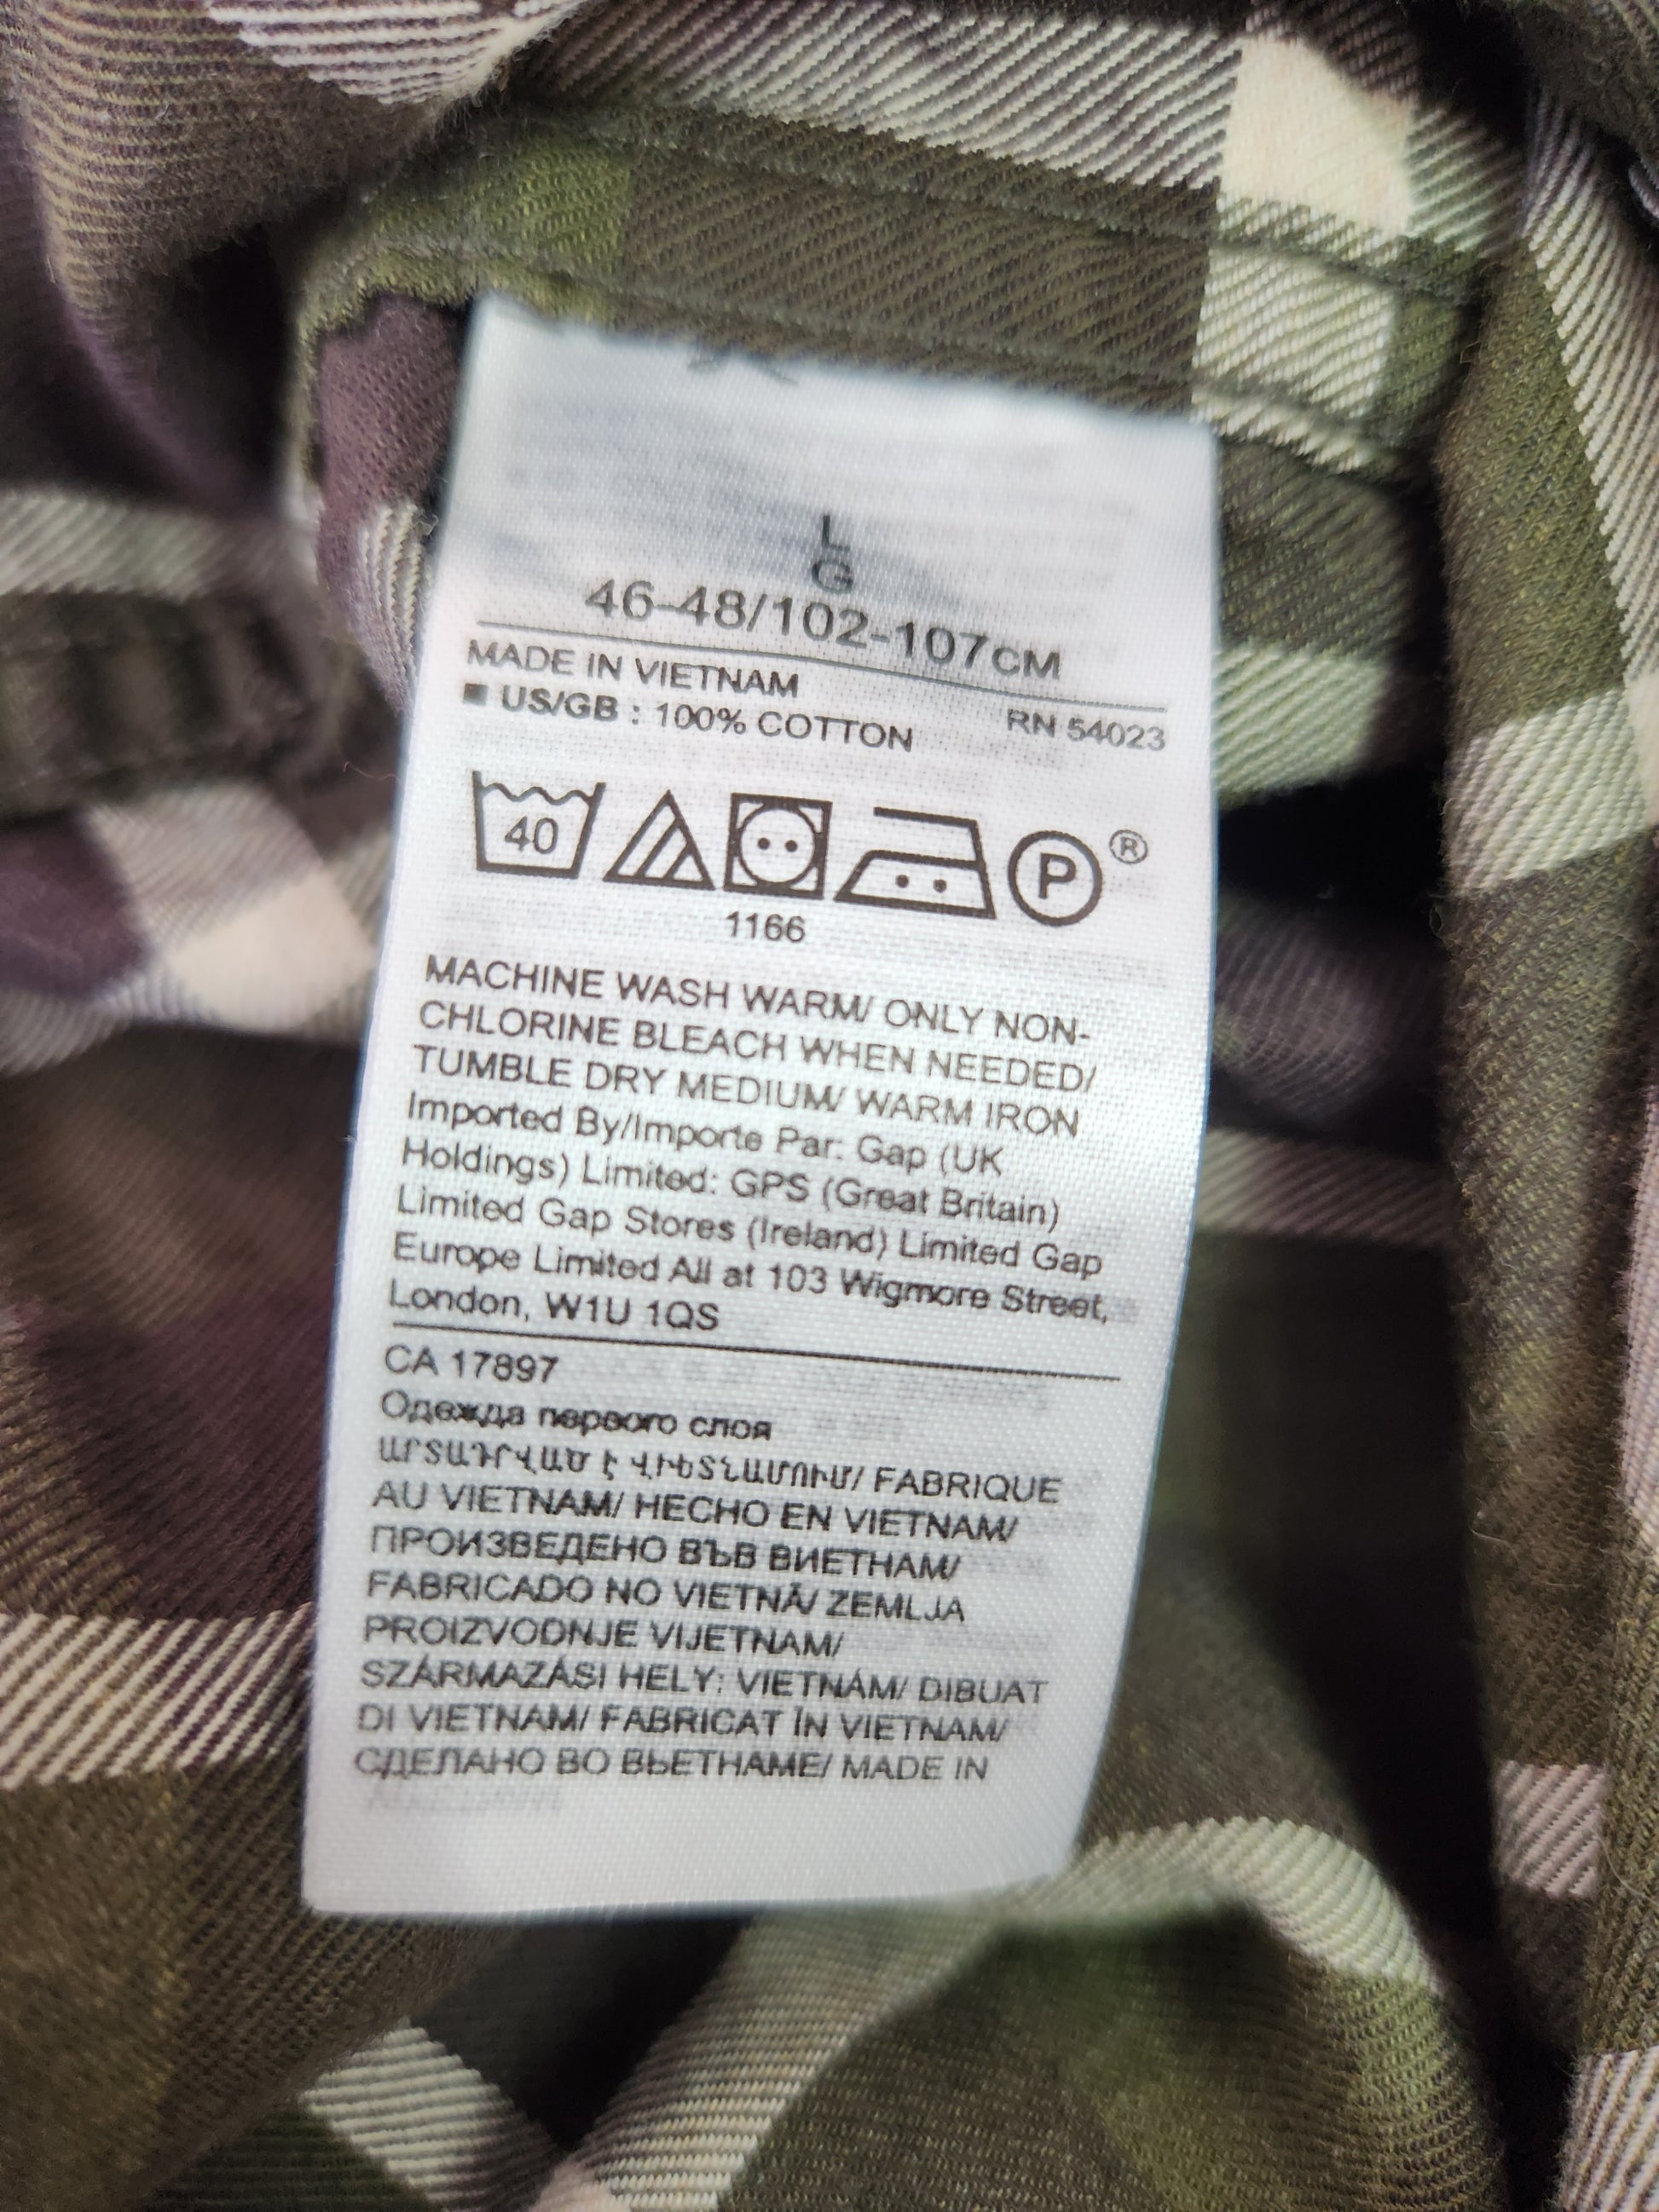 L
G
46-48/102-107CM
MADE IN VIETNAM
RN 54023
■ US/GB : 100% COTTON
40
P
®
1166
MACHINE WASH WARM/ ONLY NON-
CHLORINE BLEACH WHEN NEEDED/
TUMBLE DRY MEDIUM/ WARM IRON
Imported By/Importe Par: Gap (UK
Holdings) Limited: GPS (Great Britain)
Limited Gap Stores (Ireland) Limited Gap
Europe Limited All at 103 Wigmore Street,
London, W1U 1QS
CA 17897
Одежда первого слоя
ԱՐՏԱԴՐՎԱԾ Է ՎԻԵՏՆԱՄՈՒՄ/ FABRIQUE
AU VIETNAM/ HECHO EN VIETNAM/
ПРОИЗВЕДЕНО ВЪВ ВИЕТНАМ/
FABRICADO NO VIETNÃ/ ZEMLJA
PROIZVODNJE VIJETNAM/
SZÁRMAZÁSI HELY: VIETNÁM/ DIBUAT
DI VIETNAM/ FABRICAT ÎN VIETNAM/
СДЕЛАНО ВО ВЬЕТНАМЕ/ MADE IN